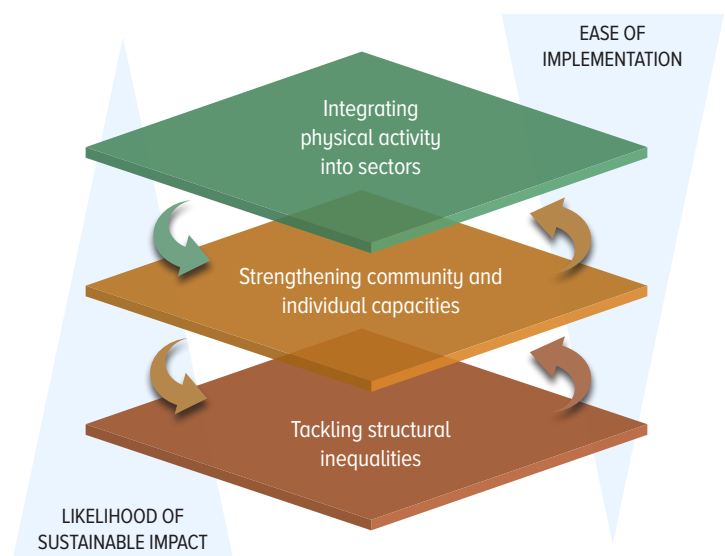 EASE OF
IMPLEMENTATION
Integrating
physical activity
into sectors
Strengthening community and
individual capacities
Tackling structural
inequalities
LIKELIHOOD OF
SUSTAINABLE IMPACT